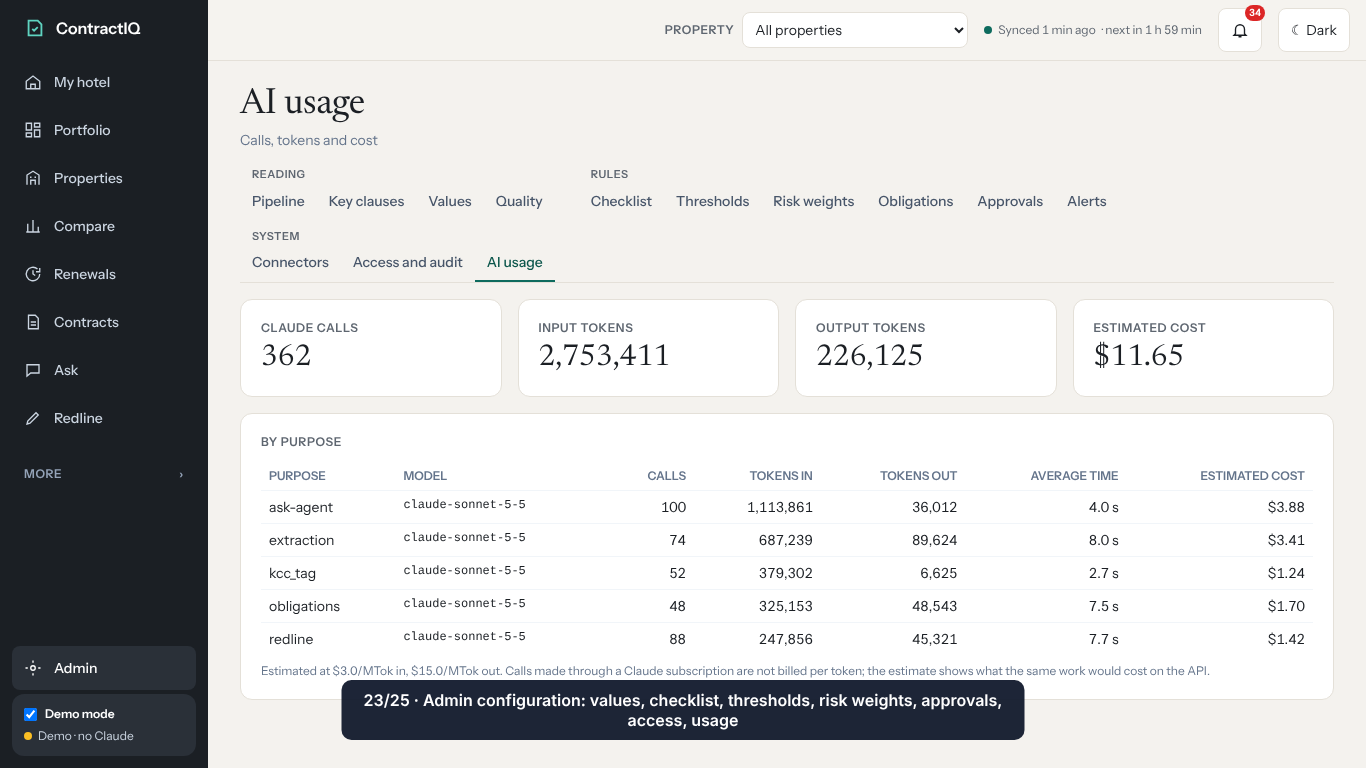 ContractIQ
My hotel
Portfolio
Properties
Compare
Renewals
Contracts
Ask
Redline
MORE ›
Admin
Demo mode
Demo · no Claude
PROPERTY All properties Synced 1 min ago · next in 1 h 59 min 34 ☾ Dark
AI usage
Calls, tokens and cost
READING RULES
Pipeline Key clauses Values Quality Checklist Thresholds Risk weights Obligations Approvals Alerts
SYSTEM
Connectors Access and audit AI usage
CLAUDE CALLS INPUT TOKENS OUTPUT TOKENS ESTIMATED COST
362 2,753,411 226,125 $11.65
BY PURPOSE
PURPOSE MODEL CALLS TOKENS IN TOKENS OUT AVERAGE TIME ESTIMATED COST
ask-agent claude-sonnet-5-5 100 1,113,861 36,012 4.0 s $3.88
extraction claude-sonnet-5-5 74 687,239 89,624 8.0 s $3.41
kcc_tag claude-sonnet-5-5 52 379,302 6,625 2.7 s $1.24
obligations claude-sonnet-5-5 48 325,153 48,543 7.5 s $1.70
redline claude-sonnet-5-5 88 247,856 45,321 7.7 s $1.42
Estimated at $3.0/MTok in, $15.0/MTok out. Calls made through a Claude subscription are not billed per token; the estimate shows what the same work would cost on the API.
23/25 · Admin configuration: values, checklist, thresholds, risk weights, approvals,
access, usage